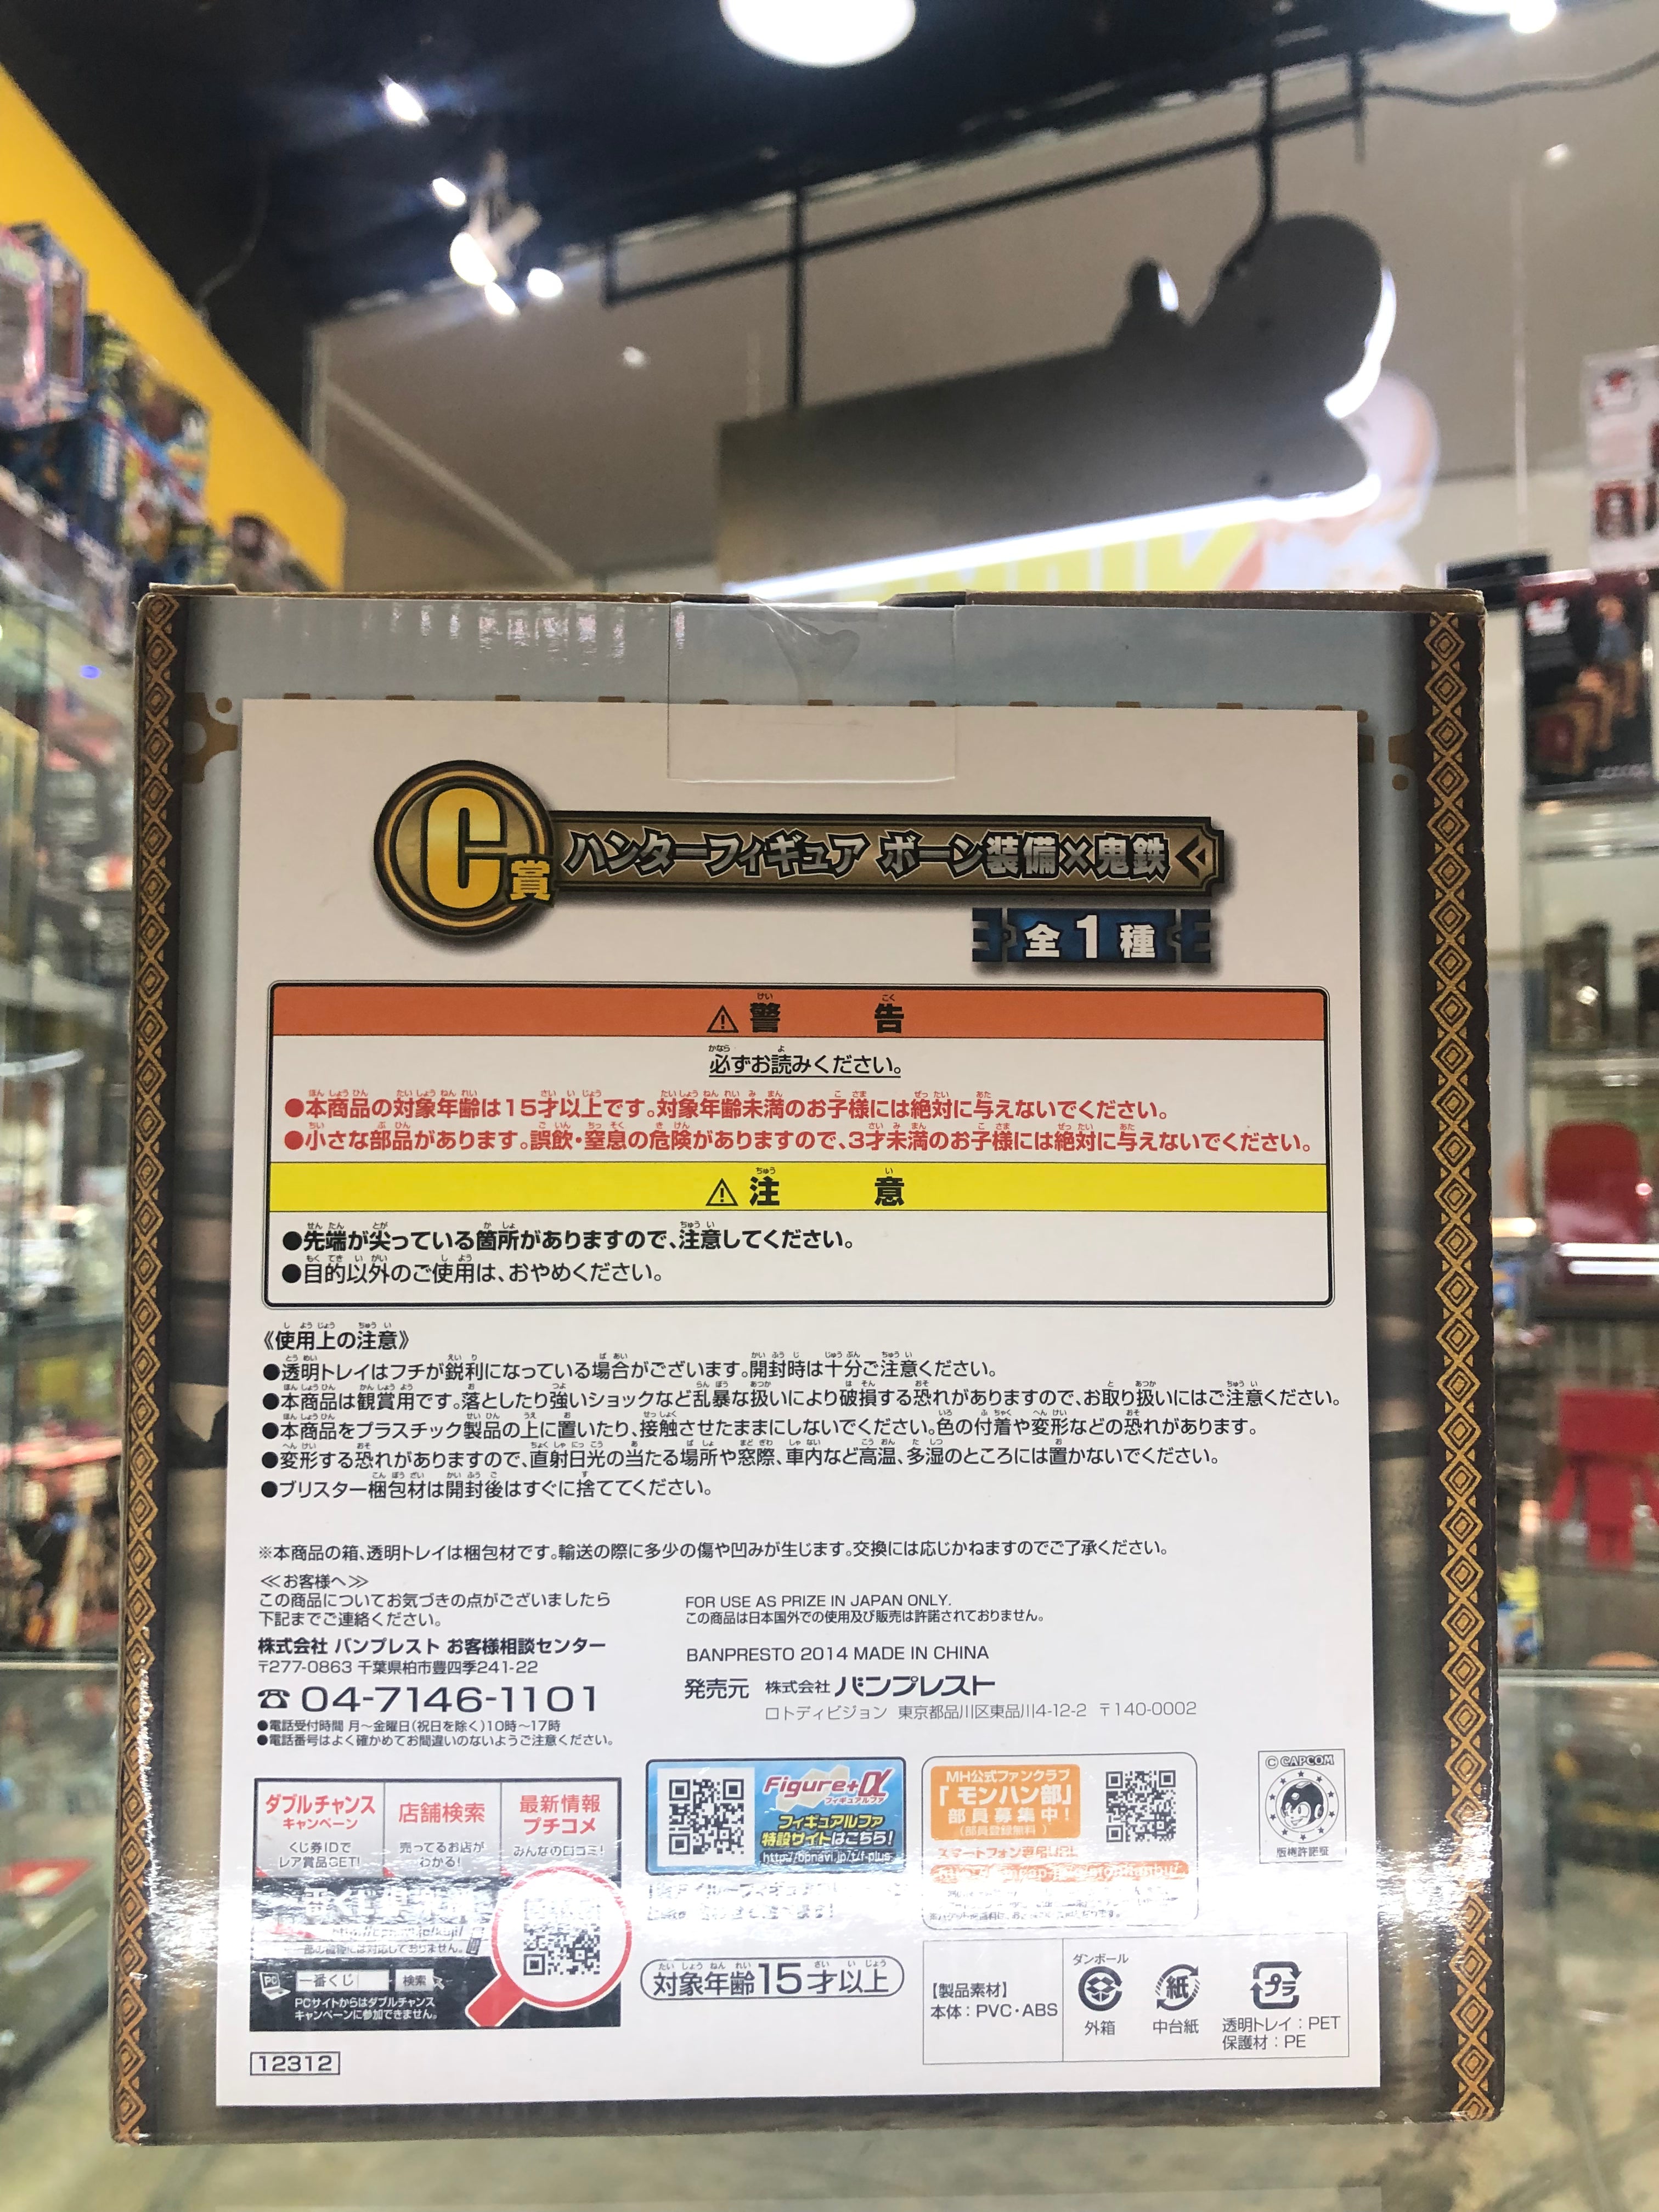 C賞 ハンターフィギュア ボーン装備×鬼鉄
全1種
⚠警告
必ずお読みください。
●本商品の対象年齢は15才以上です。対象年齢未満のお子様には絶対に与えないでください。
●小さな部品があります。誤飲・窒息の危険がありますので、3才未満のお子様には絶対に与えないでください。
⚠注意
●先端が尖っている箇所がありますので、注意してください。
●目的以外のご使用は、おやめください。
《使用上の注意》
●透明トレイはフチが鋭利になっている場合がございます。開封時は十分ご注意ください。
●本商品は観賞用です。落としたり強いショックなど乱暴な扱いにより破損する恐れがありますので、お取り扱いにはご注意ください。
●本商品をプラスチック製品の上に置いたり、接触させたままにしないでください。色の付着や変形などの恐れがあります。
●変形する恐れがありますので、直射日光の当たる場所や窓際、車内など高温、多湿のところには置かないでください。
●ブリスター梱包材は開封後はすぐに捨ててください。
※本商品の箱、透明トレイは梱包材です。輸送の際に多少の傷や凹みが生じます。交換には応じかねますのでご了承ください。
≪お客様へ≫
この商品についてお気づきの点がございましたら
下記までご連絡ください。
株式会社 バンプレスト お客様相談センター
〒277-0863 千葉県柏市豊四季241-22
☎04-7146-1101
●電話受付時間 月～金曜日(祝日を除く)10時～17時
●電話番号はよく確かめてお間違いのないようご注意ください。
FOR USE AS PRIZE IN JAPAN ONLY.
この商品は日本国外での使用及び販売は許諾されておりません。
BANPRESTO 2014 MADE IN CHINA
発売元 株式会社バンプレスト
ロトディビジョン 東京都品川区東品川4-12-2 〒140-0002
ダブルチャンス
キャンペーン
くじ券IDで
レア賞品GET!
店舗検索
売ってるお店が
わかる!
最新情報
プチコメ
みんなの口コミ!
PC
一番くじ 検索
PCサイトからはダブルチャンス
キャンペーンに参加できません。
Figure+α
フィギュアルファ
フィギュアルファ
特設サイトはこちら!
http://bpnavi.jp/t/f-plus
MH公式ファンクラブ
「モンハン部」
部員募集中!
(部員登録無料)
スマートフォン専用URL
© CAPCOM
版権許諾証
対象年齢15才以上
【製品素材】
本体：PVC・ABS
ダンボール
外箱
紙
中台紙
プラ
透明トレイ：PET
保護材：PE
12312